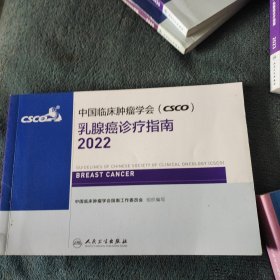 CSCO
中国临床肿瘤学会（CSCO）
乳腺癌诊疗指南
2022
GUIDELINES OF CHINESE SOCIETY OF CLINICAL ONCOLOGY (CSCO)
BREAST CANCER
中国临床肿瘤学会指南工作委员会 组织编写
人民卫生出版社
2022